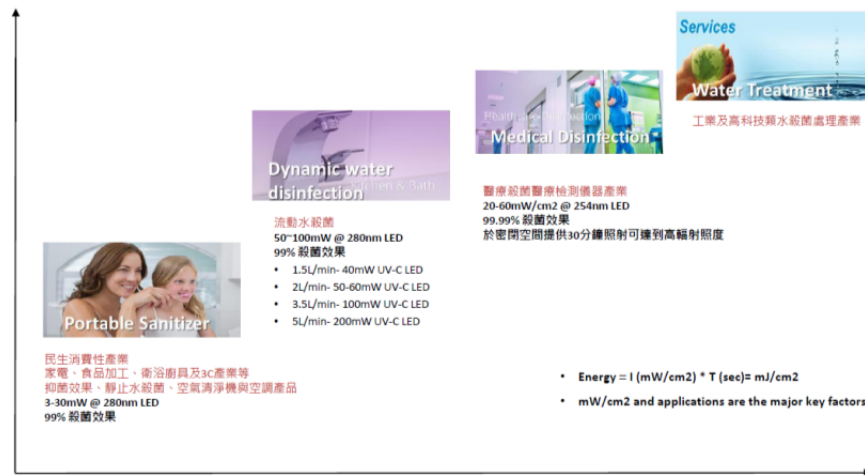 Services
Water Treatment
工業及高科技類水殺菌處理產業
Medical Disinfection
醫療殺菌醫療檢測儀器產業
20-60mW/cm2 @ 254nm LED
99.99% 殺菌效果
於密閉空間提供30分鐘照射可達到高輻射照度
Dynamic water
disinfection
Kitchen & Bath
流動水殺菌
50~100mW @ 280nm LED
99% 殺菌效果
• 1.5L/min- 40mW UV-C LED
• 2L/min- 50-60mW UV-C LED
• 3.5L/min- 100mW UV-C LED
• 5L/min- 200mW UV-C LED
Portable Sanitizer
民生消費性產業
家電、食品加工、衛浴廚具及3C產業等
抑菌效果、靜止水殺菌、空氣清淨機與空調產品
3-30mW @ 280nm LED
99% 殺菌效果
• Energy = I (mW/cm2) * T (sec)= mJ/cm2
• mW/cm2 and applications are the major key factors